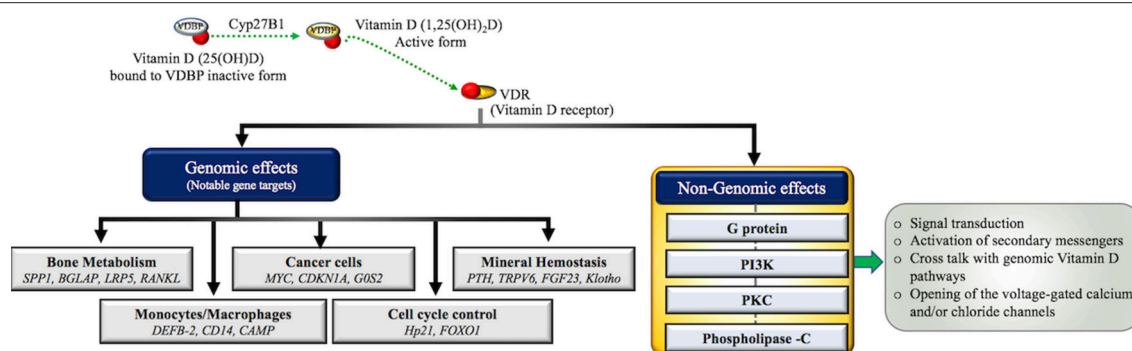 VDBP
Cyp27B1
VDBP
Vitamin D (1,25(OH)₂D)
Active form
Vitamin D (25(OH)D)
bound to VDBP inactive form
VDR
(Vitamin D receptor)
Genomic effects
(Notable gene targets)
Bone Metabolism
SPP1, BGLAP, LRP5, RANKL
Cancer cells
MYC, CDKN1A, G0S2
Mineral Hemostasis
PTH, TRPV6, FGF23, Klotho
Monocytes/Macrophages
DEFB-2, CD14, CAMP
Cell cycle control
Hp21, FOXO1
Non-Genomic effects
G protein
PI3K
PKC
Phospholipase -C
o Signal transduction
o Activation of secondary messengers
o Cross talk with genomic Vitamin D
pathways
o Opening of the voltage-gated calcium
and/or chloride channels